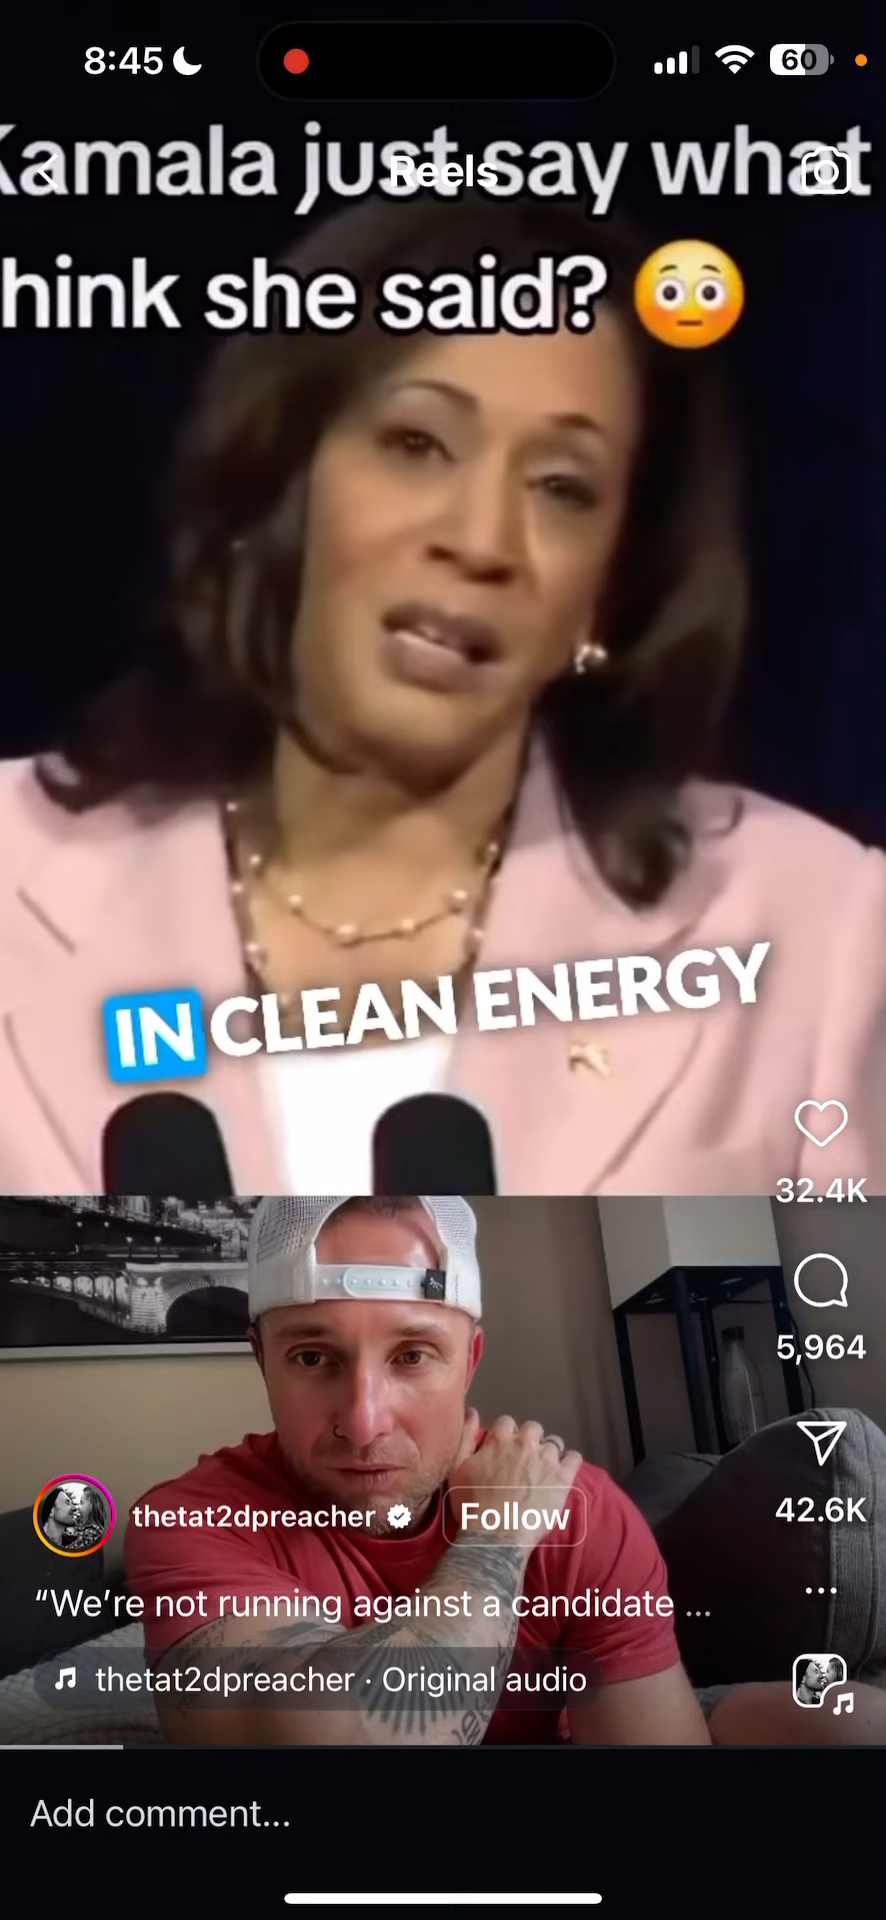 8:45
60
Kamala just say what
Reels
hink she said? 😳
IN CLEAN ENERGY
32.4K
5,964
thetat2dpreacher
Follow
42.6K
“We’re not running against a candidate ...
thetat2dpreacher · Original audio
Add comment...